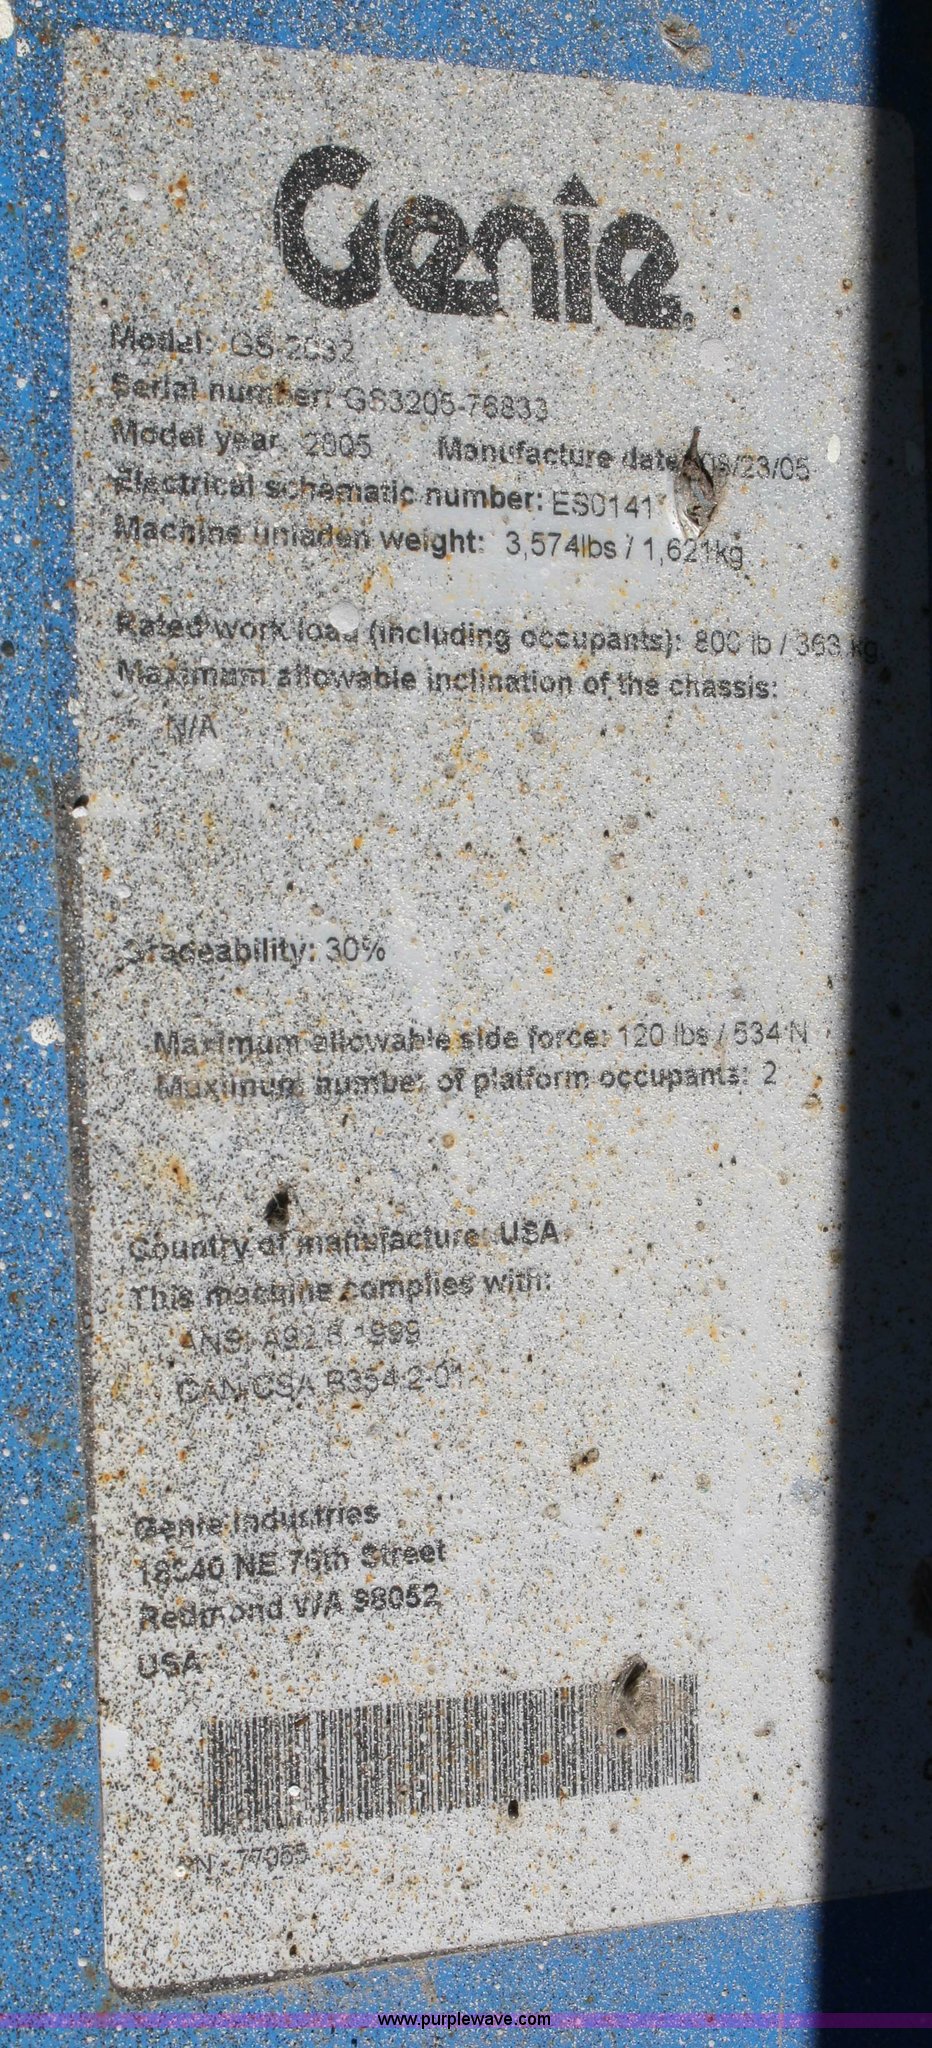 Genie
Model: GS-2032
Serial number: GS3205-76833
Model year: 2005 Manufacture date: /23/05
Electrical schematic number: ES0141
Machine unladen weight: 3,574lbs / 1,621kg
Rated work load (including occupants): 800 lb / 363 kg
Maximum allowable inclination of the chassis:
N/A
Gradeability: 30%
Maximum allowable side force: 120 lbs / 534 N
Maximum number of platform occupants: 2
Country of manufacture: USA
This machine complies with:
ANSI A92.6 1999
CAN CSA B354.2-01
Genie Industries
18340 NE 76th Street
Redmond WA 98052
USA
PN - 77055
www.purplewave.com